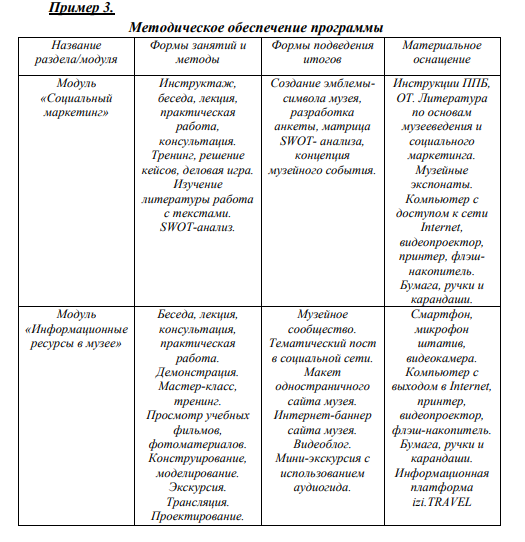 Пример 3.
Методическое обеспечение программы
Название
раздела/модуля
Формы занятий и
методы
Формы подведения
итогов
Материальное
оснащение
Модуль
«Социальный
маркетинг»
Инструктаж,
беседа, лекция,
практическая
работа,
консультация.
Тренинг, решение
кейсов, деловая игра.
Изучение
литературы работа
с текстами.
SWOT-анализ.
Создание эмблемы-
символа музея,
разработка
анкеты, матрица
SWOT- анализа,
концепция
музейного события.
Инструкции ППБ,
ОТ. Литература
по основам
музееведения и
социального
маркетинга.
Музейные
экспонаты.
Компьютер с
доступом к сети
Internet,
видеопроектор,
принтер, флэш-
накопитель.
Бумага, ручки и
карандаши.
Модуль
«Информационные
ресурсы в музее»
Беседа, лекция,
консультация,
практическая
работа.
Демонстрация.
Мастер-класс,
тренинг.
Просмотр учебных
фильмов,
фотоматериалов.
Конструирование,
моделирование.
Экскурсия.
Трансляция.
Проектирование.
Музейное
сообщество.
Тематический пост
в социальной сети.
Макет
одностраничного
сайта музея.
Интернет-баннер
сайта музея.
Видеоблог.
Мини-экскурсия с
использованием
аудиогида.
Смартфон,
микрофон
штатив,
видеокамера.
Компьютер с
выходом в Internet,
принтер,
видеопроектор,
флэш-накопитель.
Бумага, ручки и
карандаши.
Информационная
платформа
izi.TRAVEL